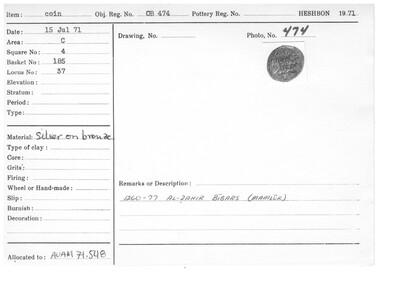 Item: coin Obj. Reg. No. OB 474 Pottery Reg. No. HESHBON 19 71
Date: 15 Jul 71
Drawing, No.
Photo, No. 474
Area: C
Square No: 4
Basket No: 185
Locus No: 37
Elevation:
Stratum:
Period:
Type:
Material: Silver on bronze
Type of clay:
Core:
Grits:
Firing:
Wheel or Hand-made:
Remarks or Description:
Slip:
1260-77 AL-ZAHIR BIBARS (MAMLUK)
Burnish:
Decoration:
Allocated to: AUAM 71.548